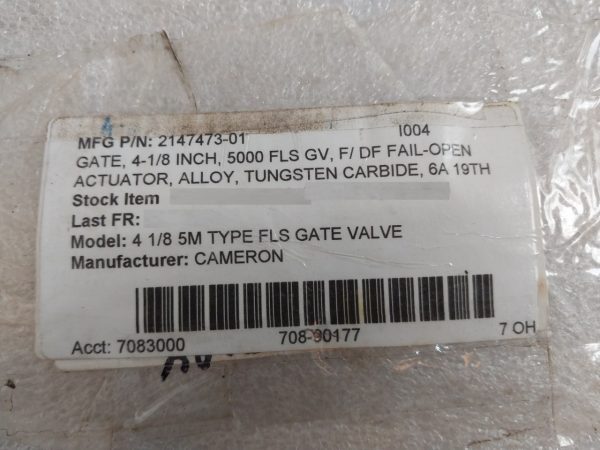 MFG P/N: 2147473-01 I004
GATE, 4-1/8 INCH, 5000 FLS GV, F/ DF FAIL-OPEN
ACTUATOR, ALLOY, TUNGSTEN CARBIDE, 6A 19TH
Stock Item
Last FR:
Model: 4 1/8 5M TYPE FLS GATE VALVE
Manufacturer: CAMERON
Acct: 7083000 708-90177 7 OH